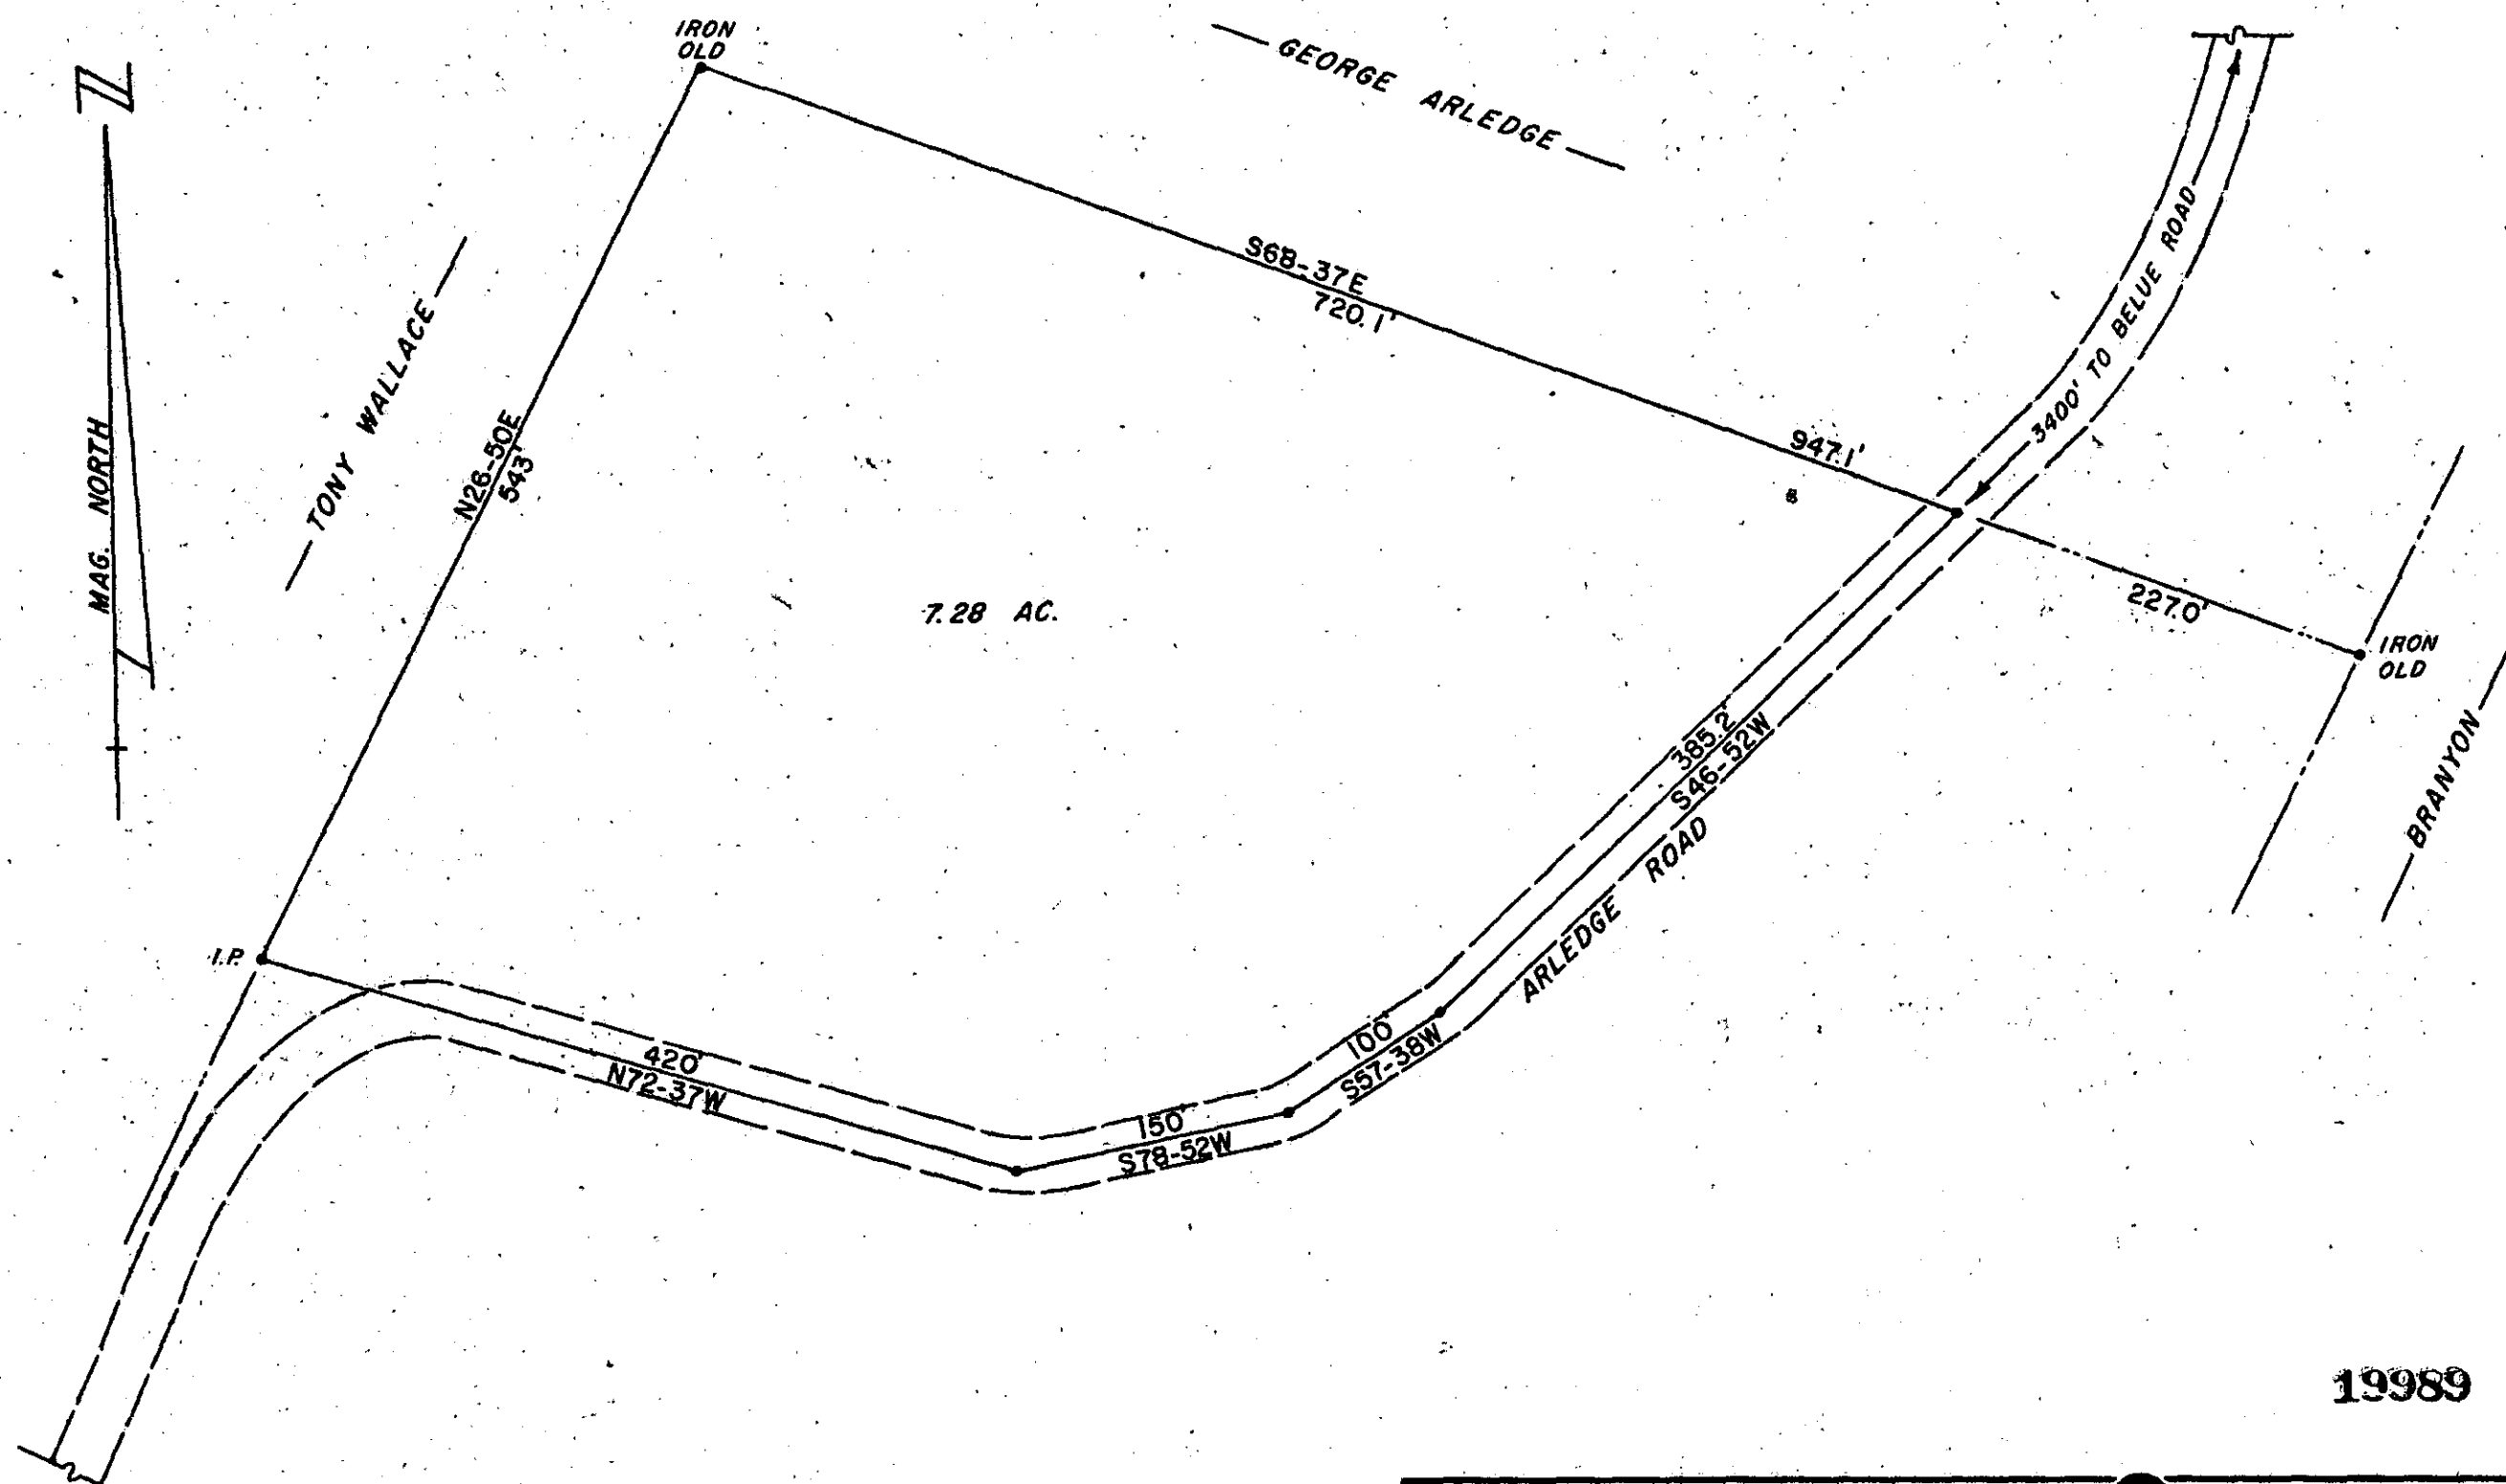 IRON
OLD
GEORGE ARLEDGE
N
MAG. NORTH
TONY WALLACE
N26-50E
543'
S68-37E
720.1'
947.1'
3400' TO BELUE ROAD
227.0'
IRON
OLD
BRANYON
7.28 AC.
385.2'
S46-52W
ARLEDGE ROAD
I.P.
420'
N72-37W
150'
S78-52W
100'
S57-38W
19989